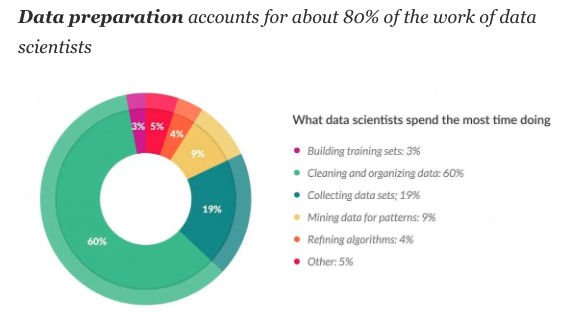 Data preparation accounts for about 80% of the work of data
scientists
3%
5%
4%
9%
19%
60%
What data scientists spend the most time doing
Building training sets: 3%
Cleaning and organizing data: 60%
Collecting data sets; 19%
Mining data for patterns: 9%
Refining algorithms: 4%
Other: 5%